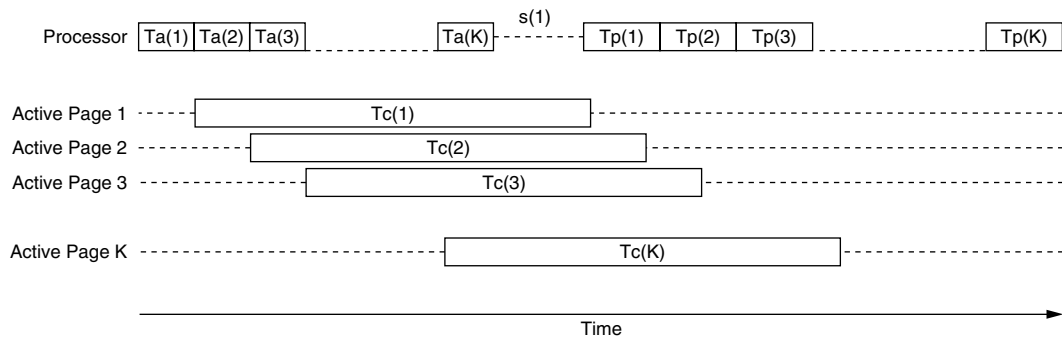 s(1)
Processor Ta(1) Ta(2) Ta(3) Ta(K) Tp(1) Tp(2) Tp(3) Tp(K)
Active Page 1 Tc(1)
Active Page 2 Tc(2)
Active Page 3 Tc(3)
Active Page K Tc(K)
Time